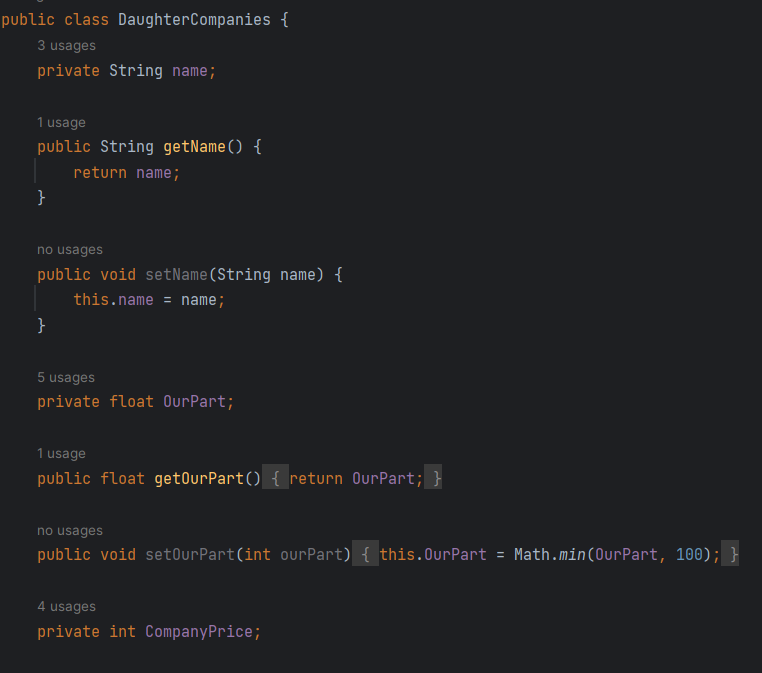 public class DaughterCompanies {
3 usages
private String name;
1 usage
public String getName() {
return name;
}
no usages
public void setName(String name) {
this.name = name;
}
5 usages
private float OurPart;
1 usage
public float getOurPart() { return OurPart; }
no usages
public void setOurPart(int ourPart) { this.OurPart = Math.min(OurPart, 100); }
4 usages
private int CompanyPrice;